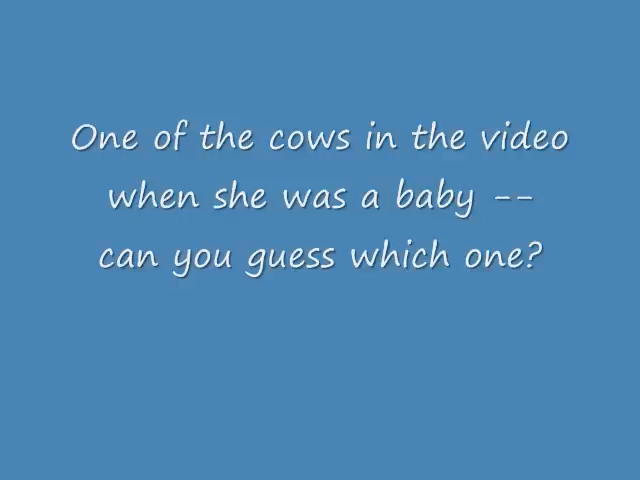 One of the cows in the video
when she was a baby --
can you guess which one?